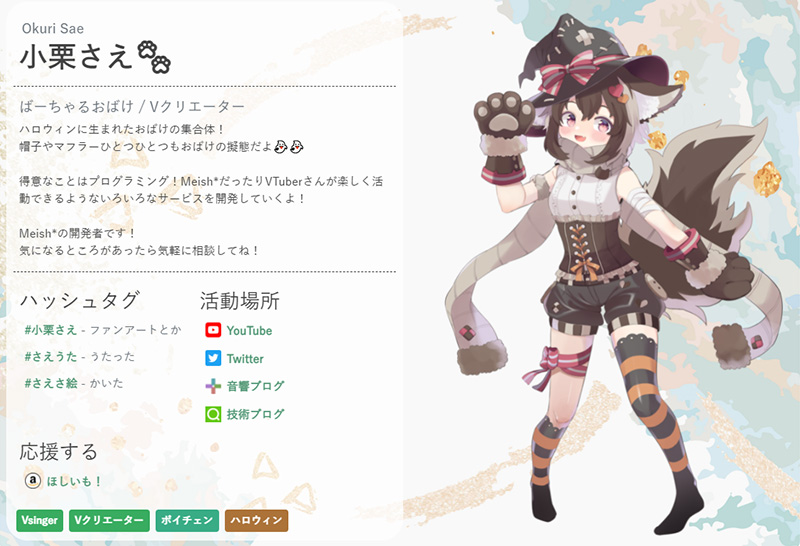 Okuri Sae
小栗さえ🐾
ばーちゃるおばけ / Vクリエーター
ハロウィンに生まれたおばけの集合体！
帽子やマフラーひとつひとつもおばけの擬態だよ
得意なことはプログラミング！Meish*だったりVTuberさんが楽しく活
動できるようないろいろなサービスを開発していくよ！
Meish*の開発者です！
気になるところがあったら気軽に相談してね！
ハッシュタグ
#小栗さえ - ファンアートとか
#さえうた - うたった
#さえさ絵 - かいた
活動場所
YouTube
Twitter
音響ブログ
技術ブログ
応援する
ほしいも！
Vsinger
Vクリエーター
ボイチェン
ハロウィン